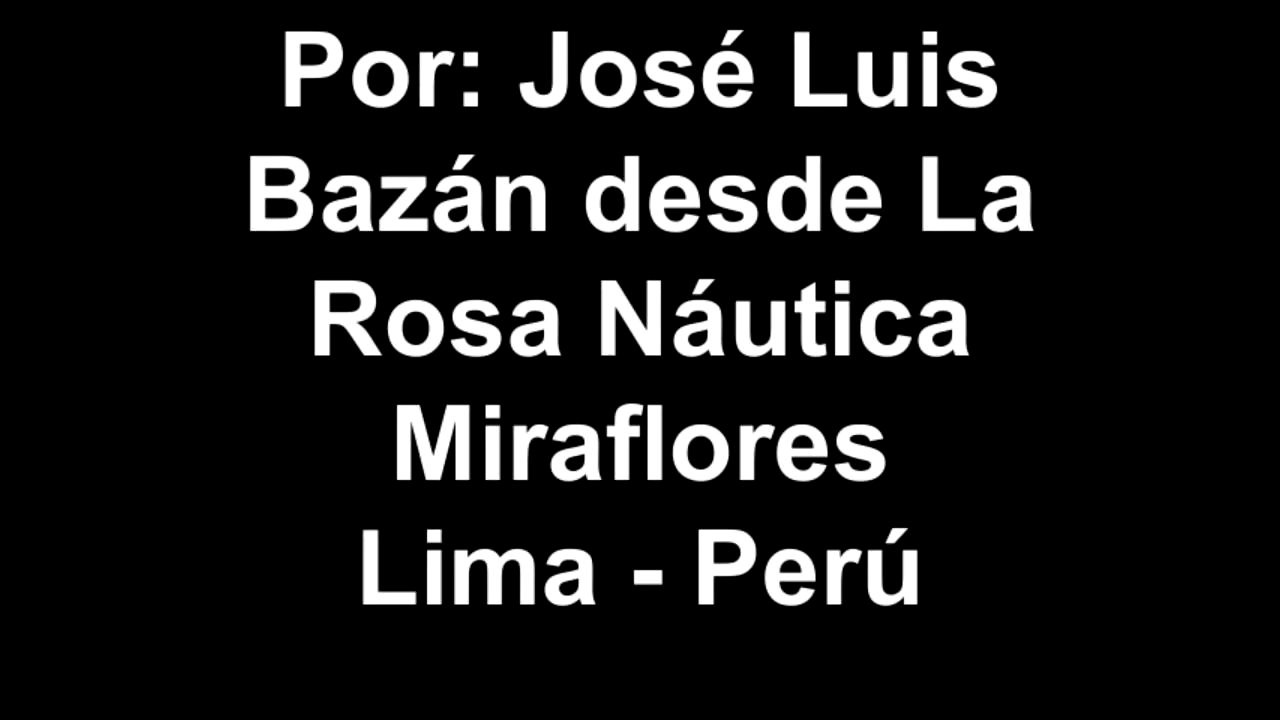 Por: José Luis
Bazán desde La
Rosa Náutica
Miraflores
Lima - Perú